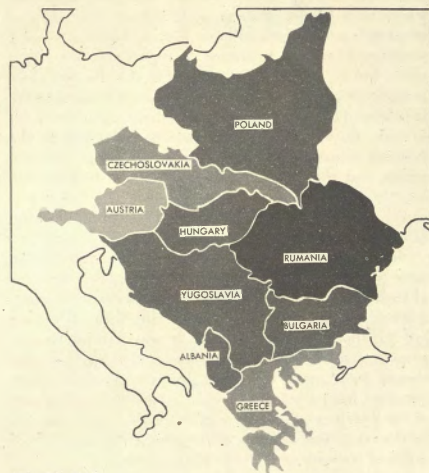 POLAND
CZECHOSLOVAKIA
AUSTRIA
HUNGARY
RUMANIA
YUGOSLAVIA
BULGARIA
ALBANIA
GREECE